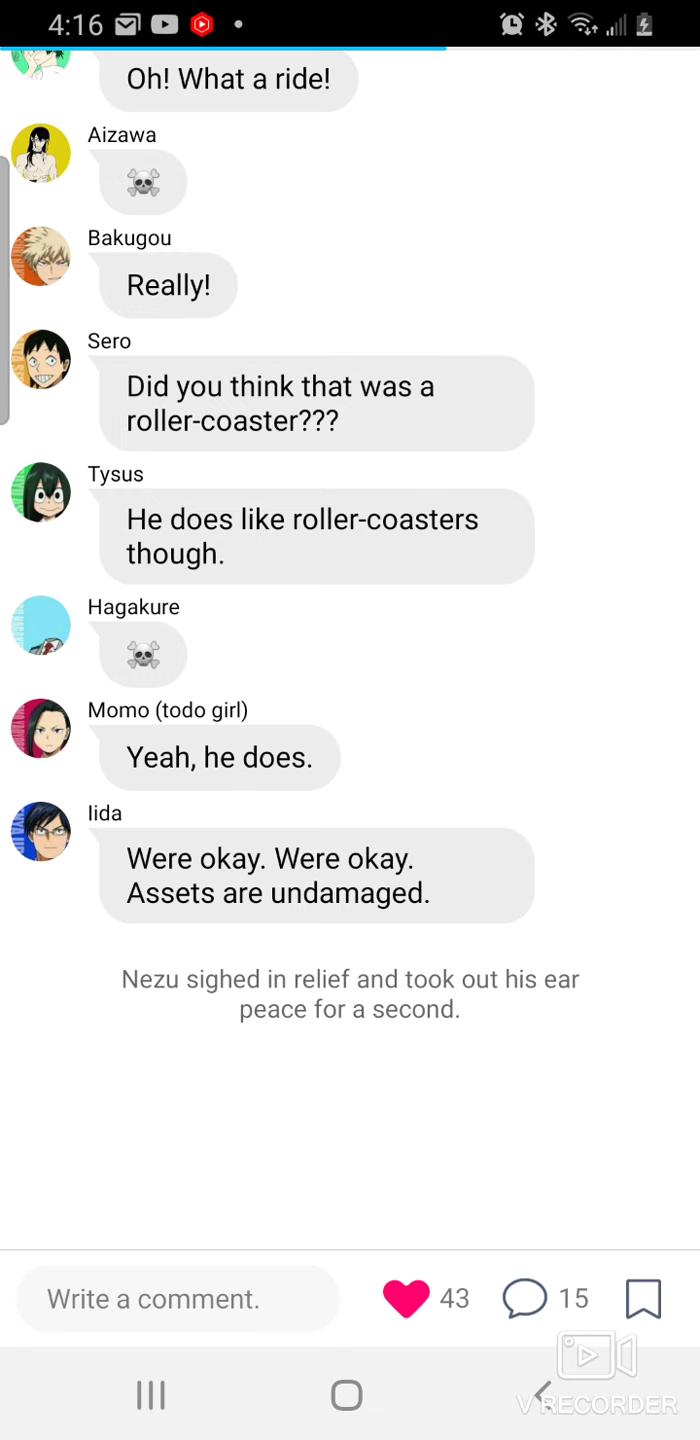 4:16
Oh! What a ride!
Aizawa
☠
Bakugou
Really!
Sero
Did you think that was a
roller-coaster???
Tysus
He does like roller-coasters
though.
Hagakure
☠
Momo (todo girl)
Yeah, he does.
Iida
Were okay. Were okay.
Assets are undamaged.
Nezu sighed in relief and took out his ear
peace for a second.
Write a comment.
43
15
V RECORDER